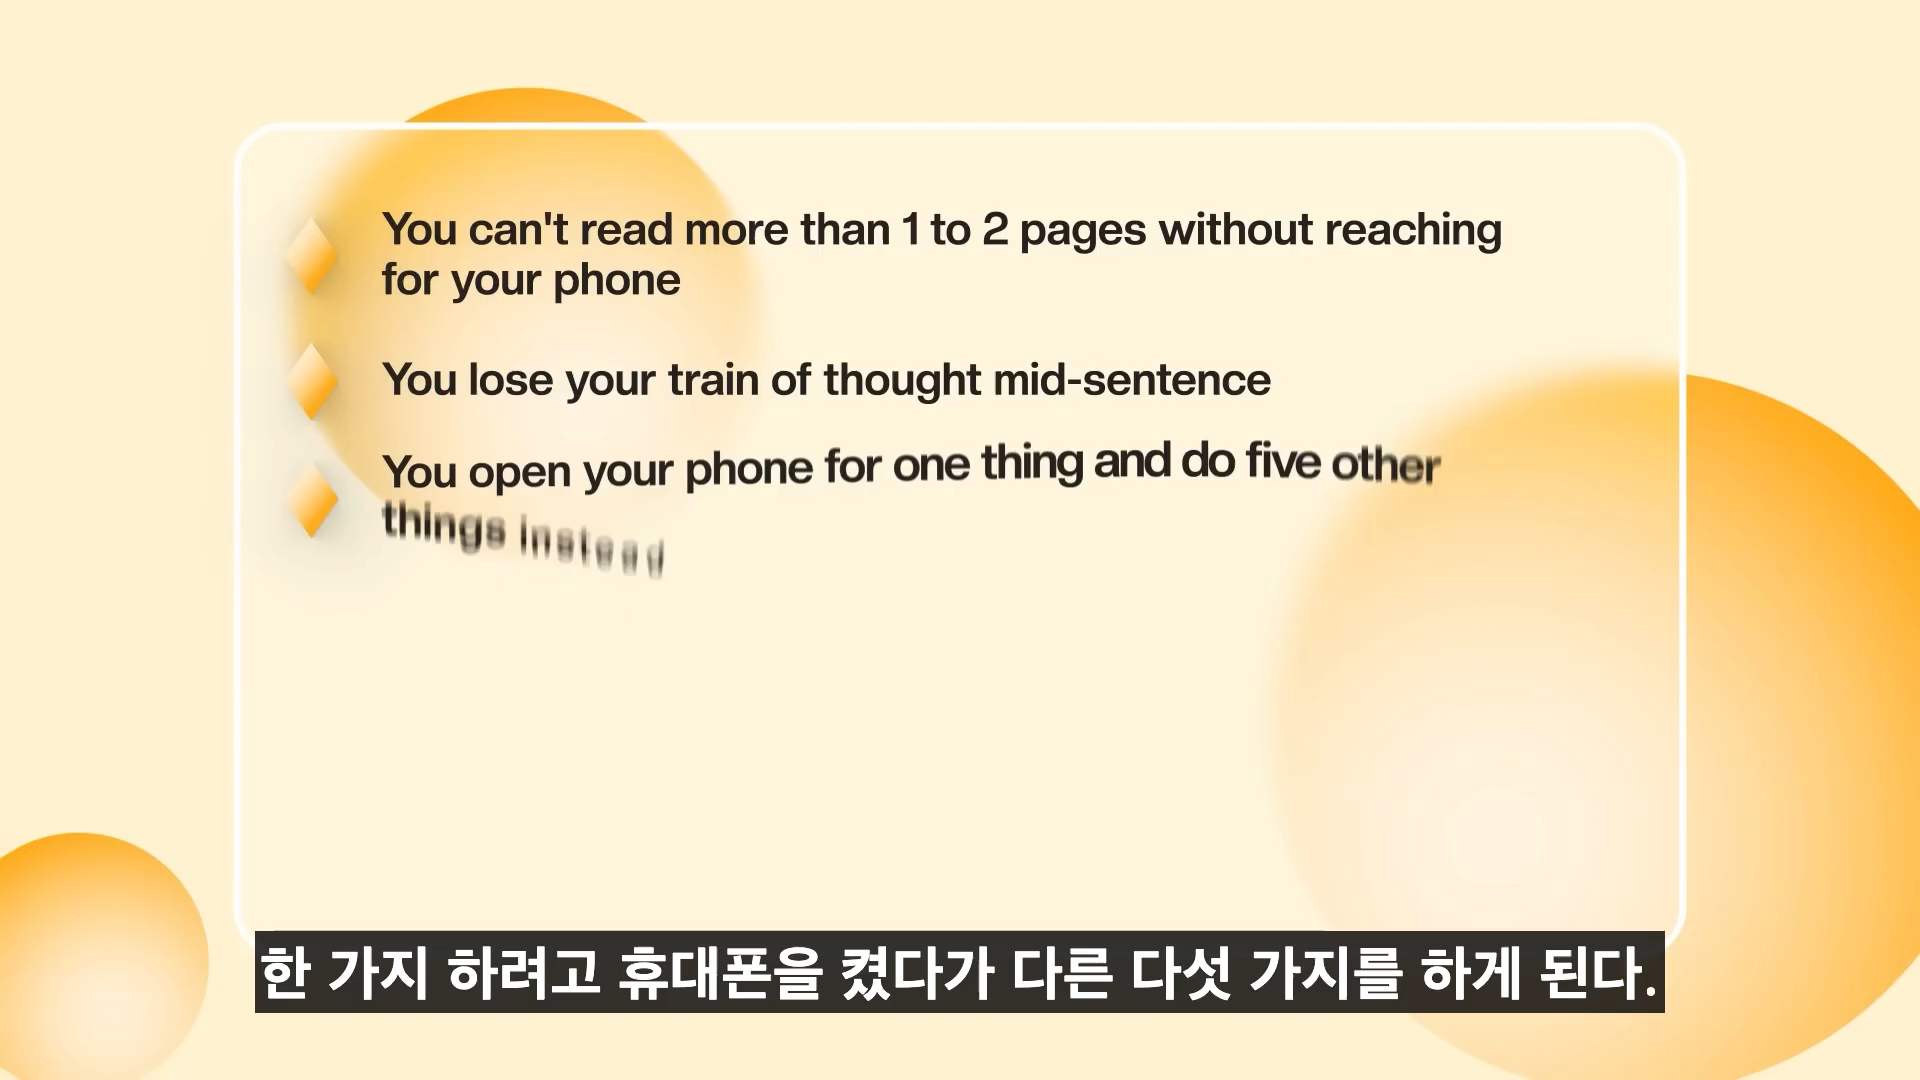 You can't read more than 1 to 2 pages without reaching
for your phone
You lose your train of thought mid-sentence
You open your phone for one thing and do five other
things instead
한 가지 하려고 휴대폰을 켰다가 다른 다섯 가지를 하게 된다.